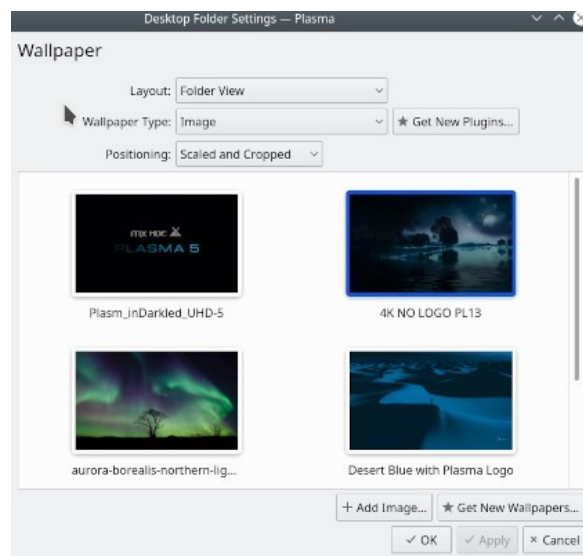 Desktop Folder Settings — Plasma
Wallpaper
Layout: Folder View
Wallpaper Type: Image ★ Get New Plugins...
Positioning: Scaled and Cropped
PLASMA 5
Plasm_inDarkled_UHD-5 4K NO LOGO PL13
aurora-borealis-northern-lig... Desert Blue with Plasma Logo
+ Add Image... ★ Get New Wallpapers...
✓ OK ✓ Apply × Cancel